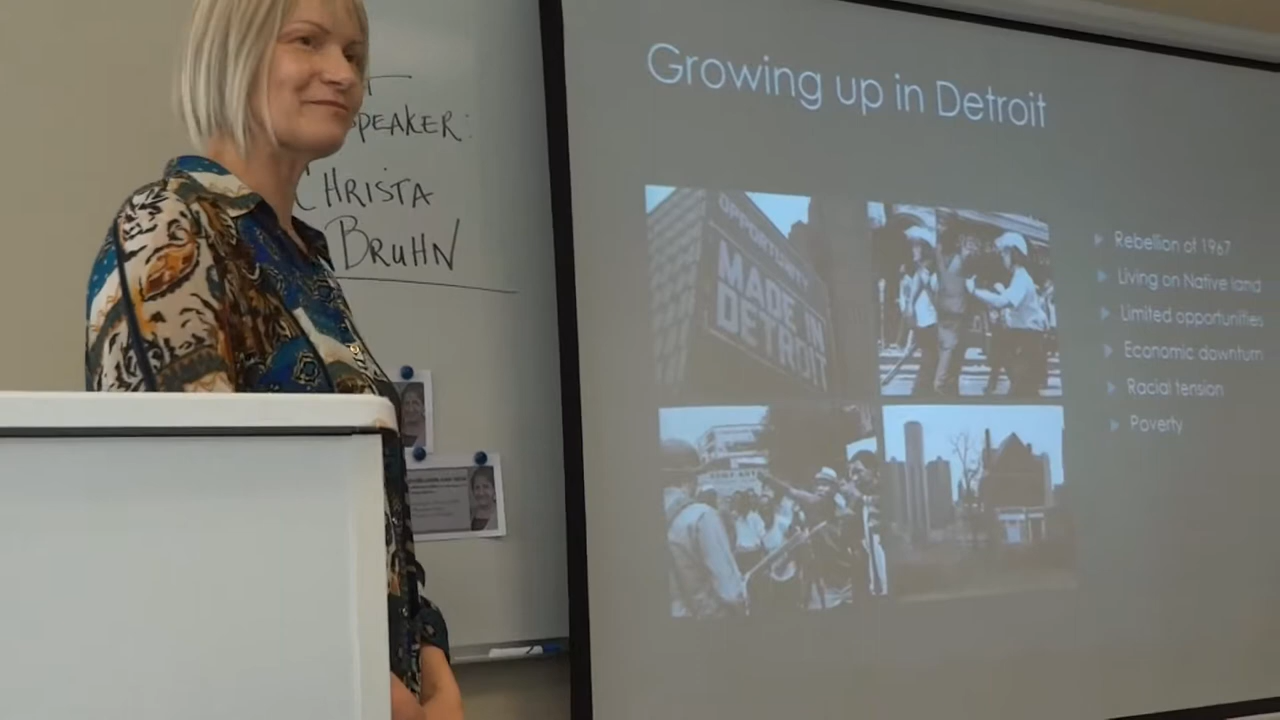 SPEAKER:
CHRISTA
BRUHN
Growing up in Detroit
OPPORTUNITY
MADE IN
DETROIT
Rebellion of 1967
Living on Native land
Limited opportunities
Economic downturn
Racial tension
Poverty